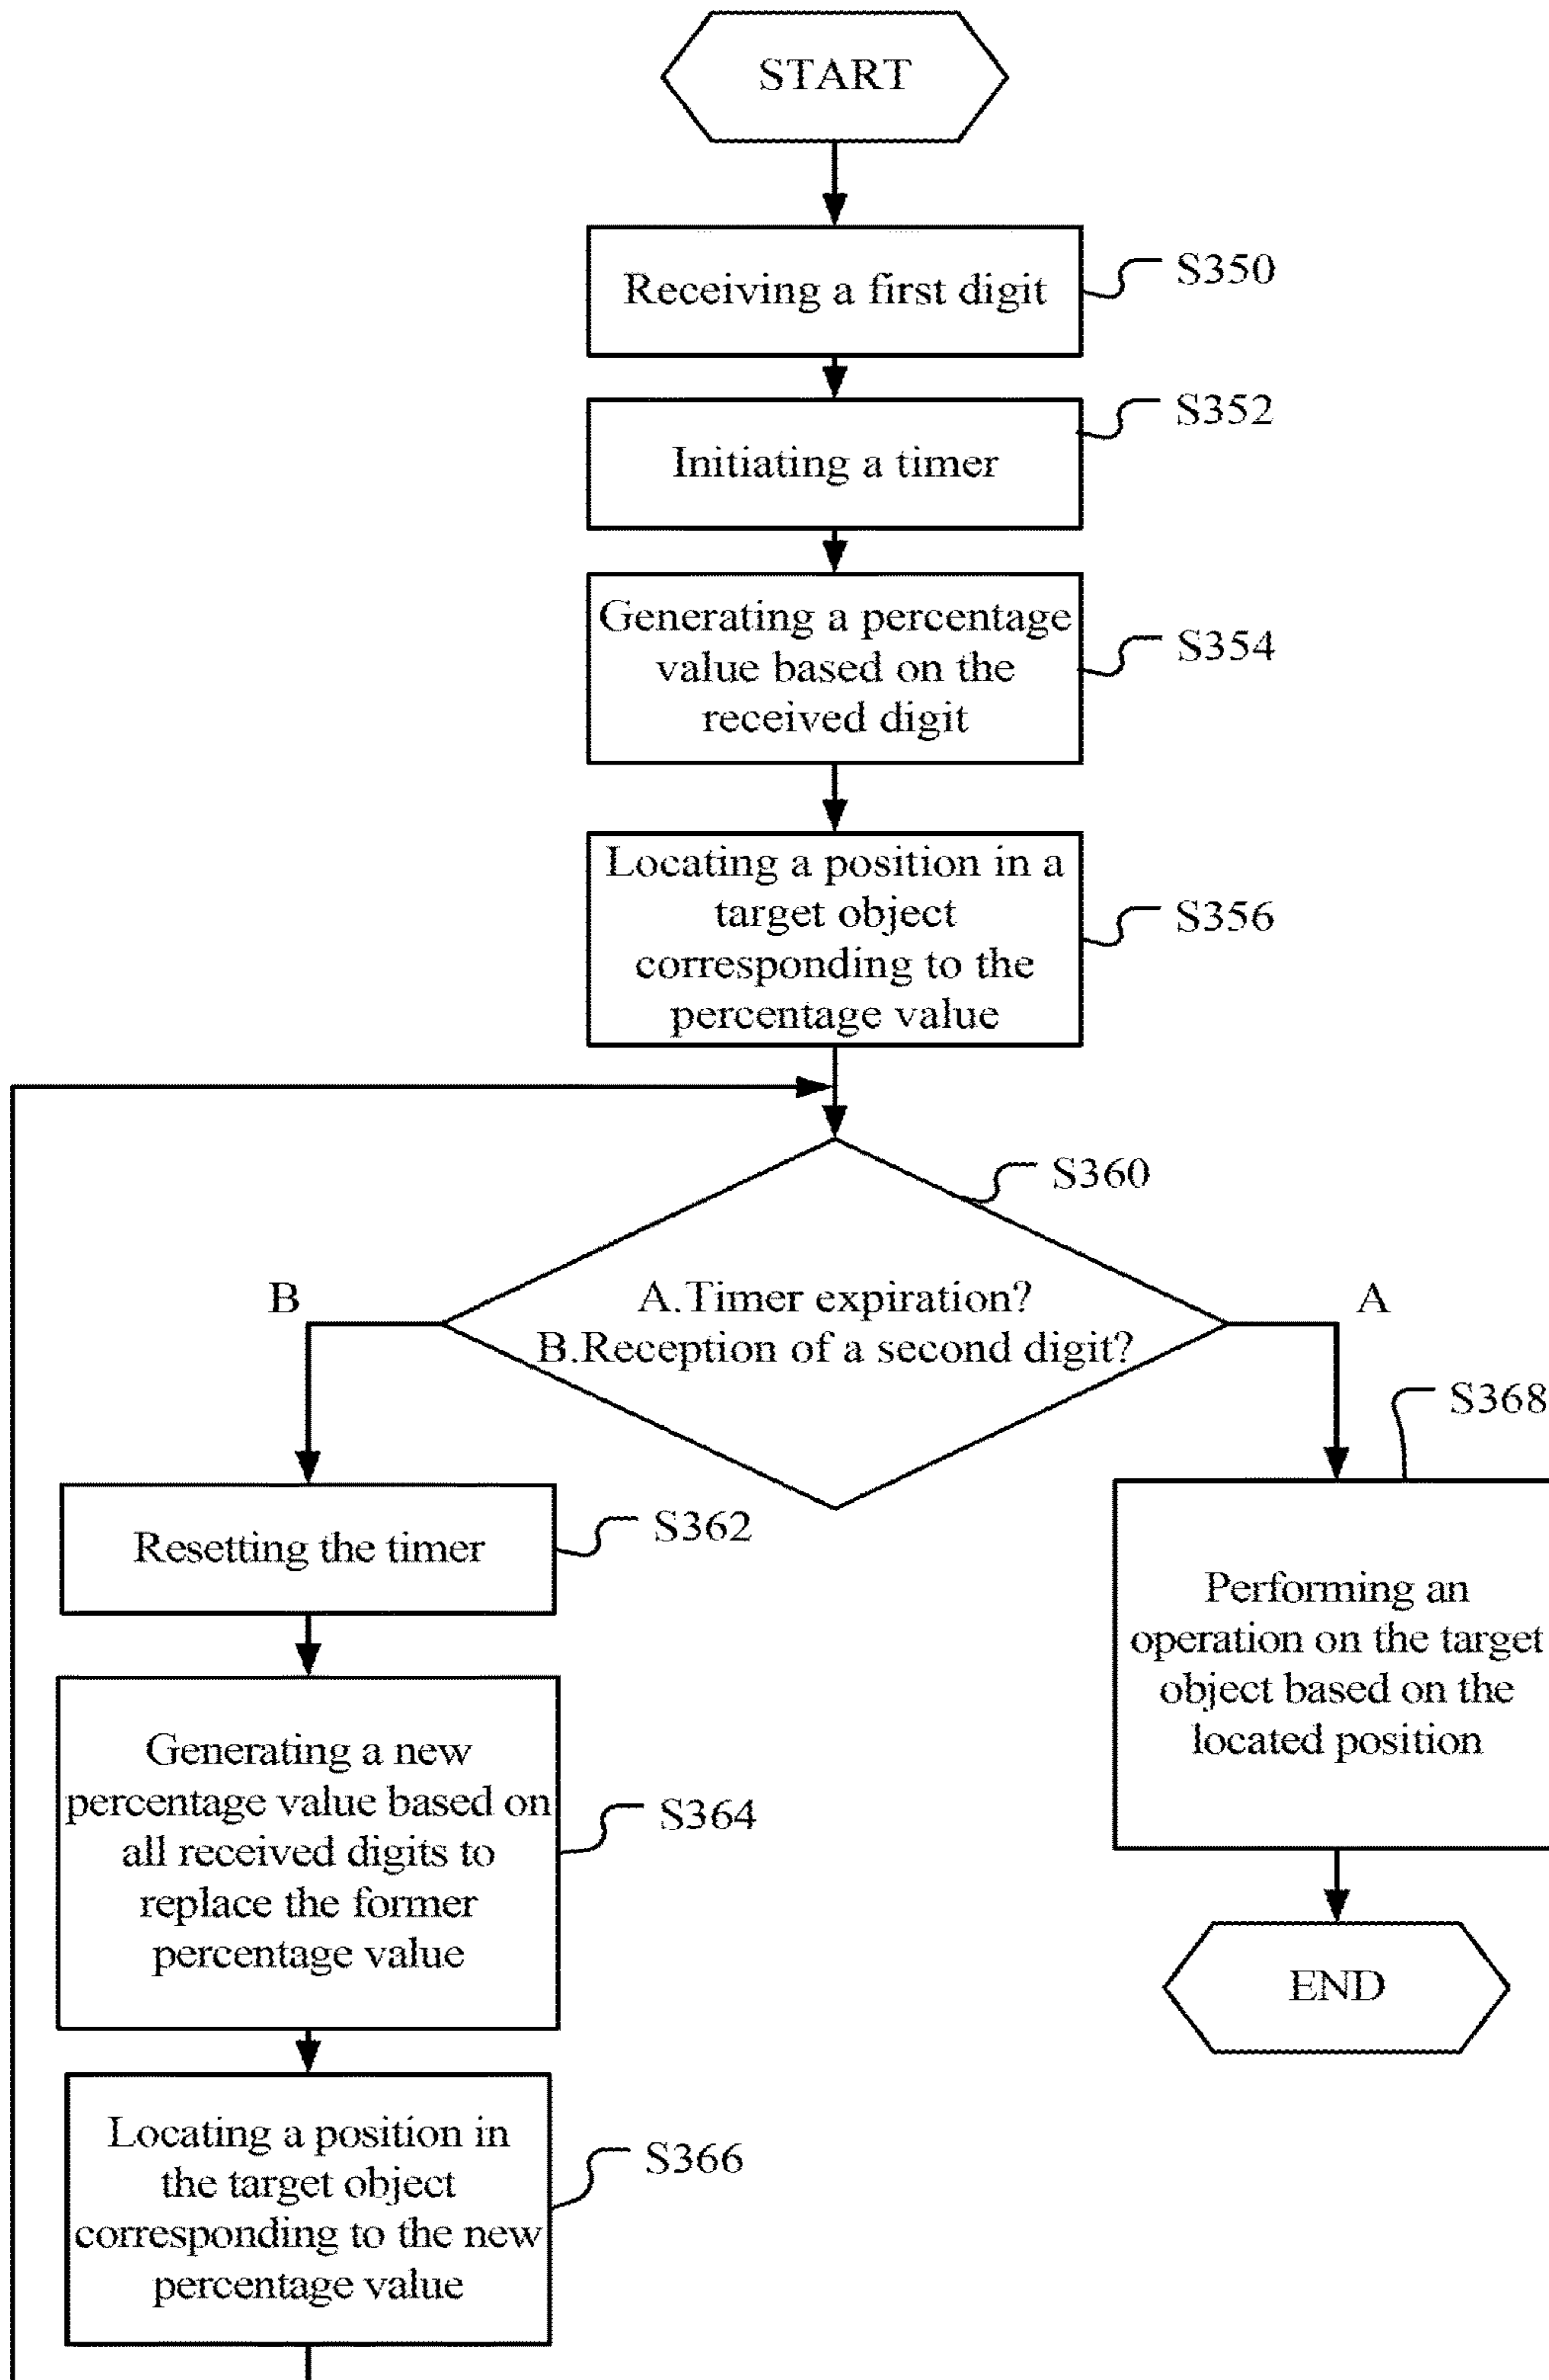 START
Receiving a first digit
S350
Initiating a timer
S352
Generating a percentage
value based on the
received digit
S354
Locating a position in a
target object
corresponding to the
percentage value
S356
S360
A.Timer expiration?
B.Reception of a second digit?
B
A
Resetting the timer
S362
Generating a new
percentage value based on
all received digits to
replace the former
percentage value
S364
Locating a position in
the target object
corresponding to the new
percentage value
S366
S368
Performing an
operation on the target
object based on the
located position
END